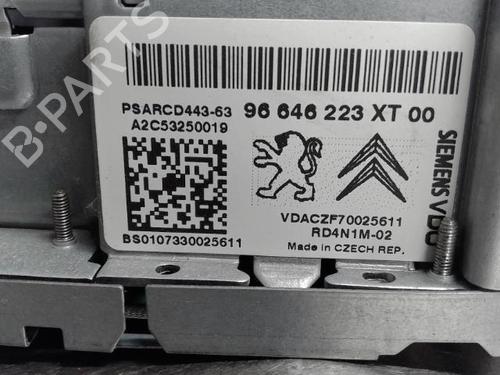 PSARCD443-63 96 646 223 XT 00
A2C53250019
SIEMENS VDO
VDACZF70025611
RD4N1M-02
BS0107330025611
Made in CZECH REP.
B-PARTS